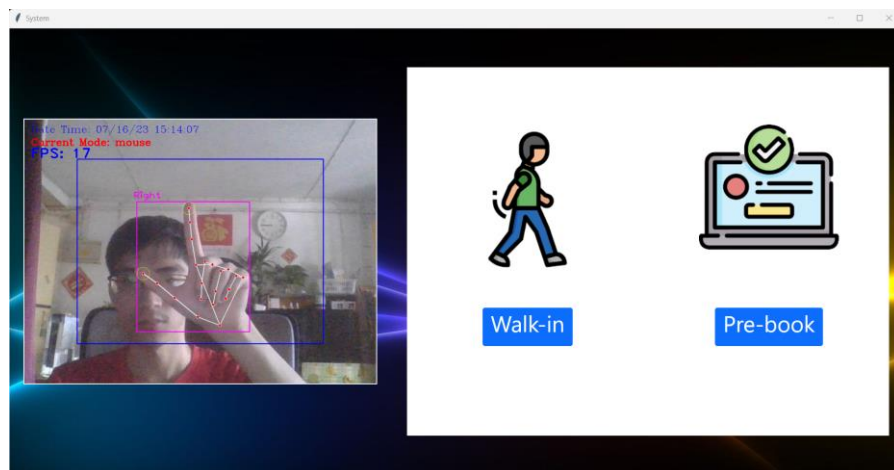 System
Date Time: 07/16/23 15:14:07
Current Mode: mouse
FPS: 17
Right
Walk-in
Pre-book